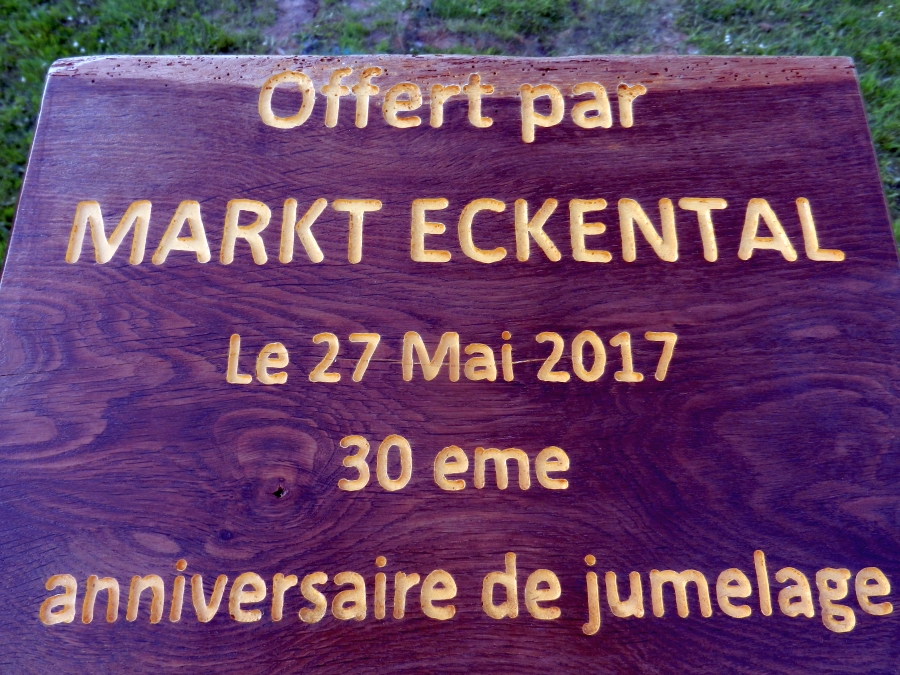 Offert par
MARKT ECKENTAL
Le 27 Mai 2017
30 eme
anniversaire de jumelage